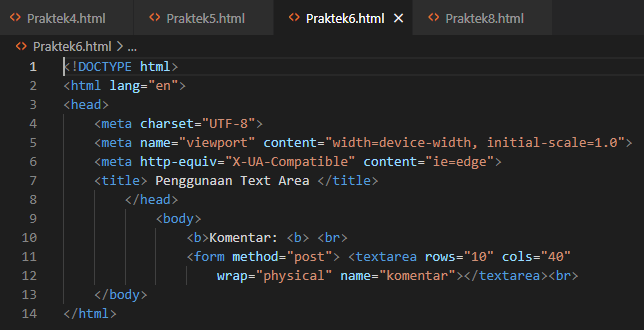 Praktek4.html Praktek5.html Praktek6.html Praktek8.html
Praktek6.html > ...
1 <!DOCTYPE html>
2 <html lang="en">
3 <head>
4 <meta charset="UTF-8">
5 <meta name="viewport" content="width=device-width, initial-scale=1.0">
6 <meta http-equiv="X-UA-Compatible" content="ie=edge">
7 <title> Penggunaan Text Area </title>
8 </head>
9 <body>
10 <b>Komentar: <b> <br>
11 <form method="post"> <textarea rows="10" cols="40"
12 wrap="physical" name="komentar"></textarea><br>
13 </body>
14 </html>